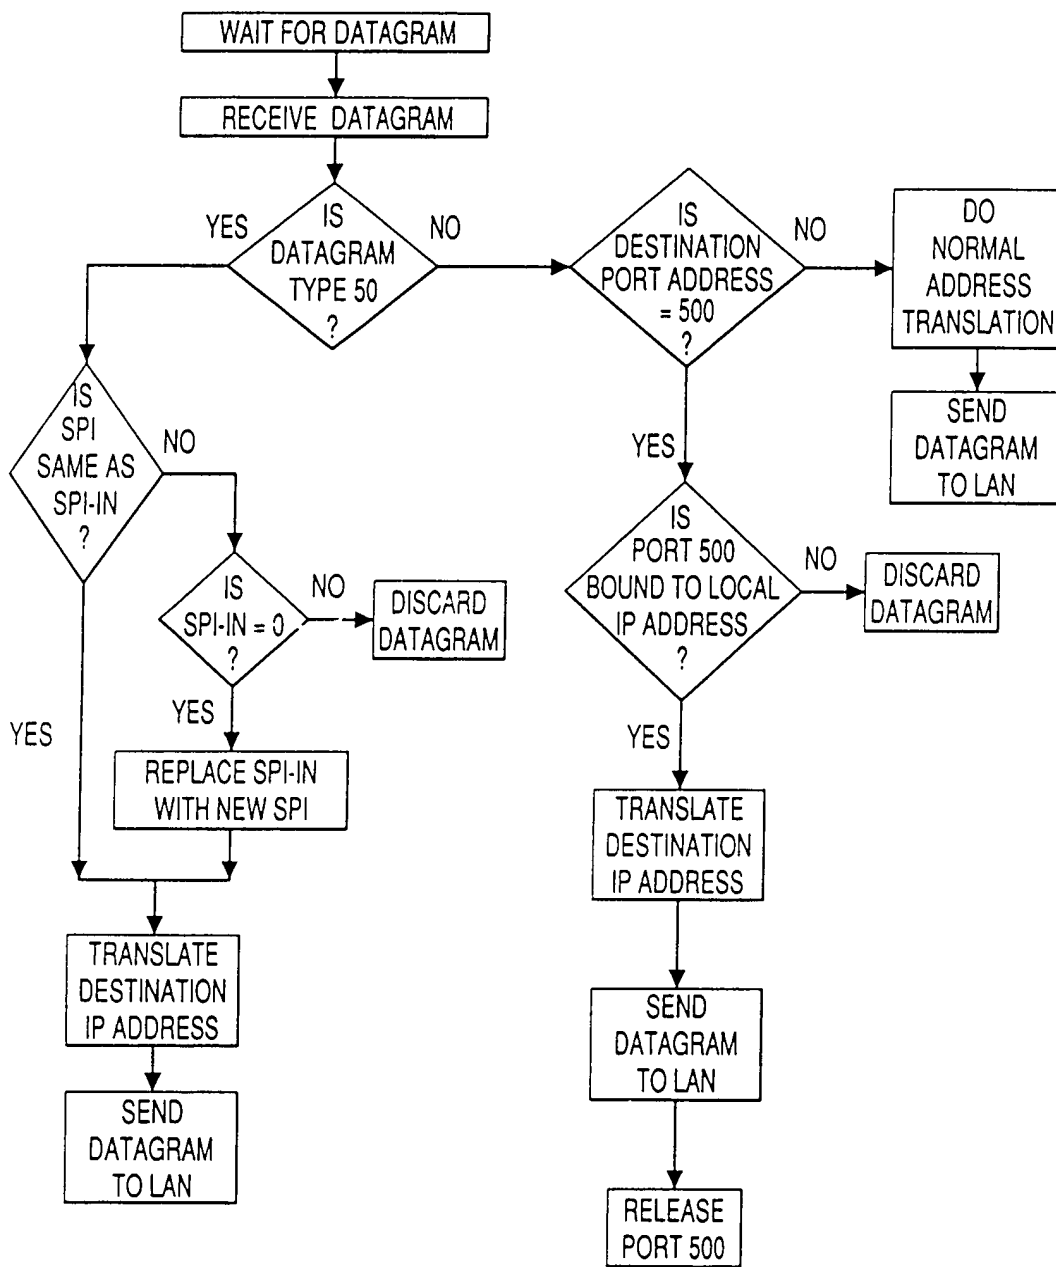 WAIT FOR DATAGRAM
RECEIVE DATAGRAM
YES
IS
DATAGRAM
TYPE 50
?
NO
IS
DESTINATION
PORT ADDRESS
= 500
?
NO
DO
NORMAL
ADDRESS
TRANSLATION
SEND
DATAGRAM
TO LAN
IS
SPI
SAME AS
SPI-IN
?
NO
YES
IS
SPI-IN = 0
?
NO
DISCARD
DATAGRAM
YES
REPLACE SPI-IN
WITH NEW SPI
YES
TRANSLATE
DESTINATION
IP ADDRESS
SEND
DATAGRAM
TO LAN
IS
PORT 500
BOUND TO LOCAL
IP ADDRESS
?
NO
DISCARD
DATAGRAM
YES
TRANSLATE
DESTINATION
IP ADDRESS
SEND
DATAGRAM
TO LAN
RELEASE
PORT 500